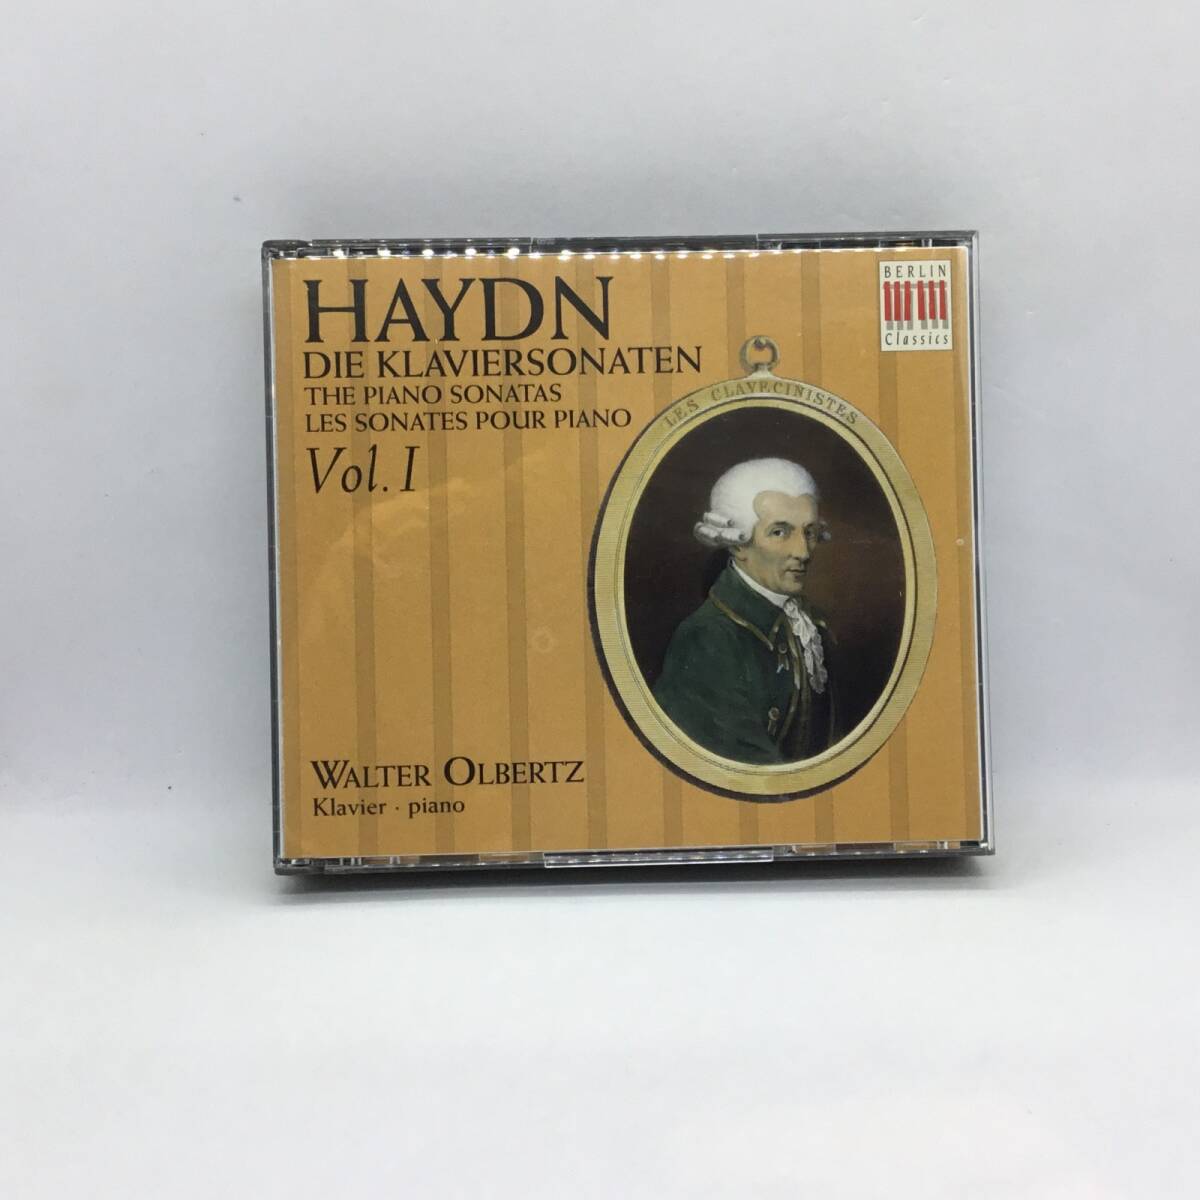 HAYDN
DIE KLAVIERSONATEN
THE PIANO SONATAS
LES SONATES POUR PIANO
Vol. I
BERLIN
Classics
LES CLAVECINISTES
WALTER OLBERTZ
Klavier · piano